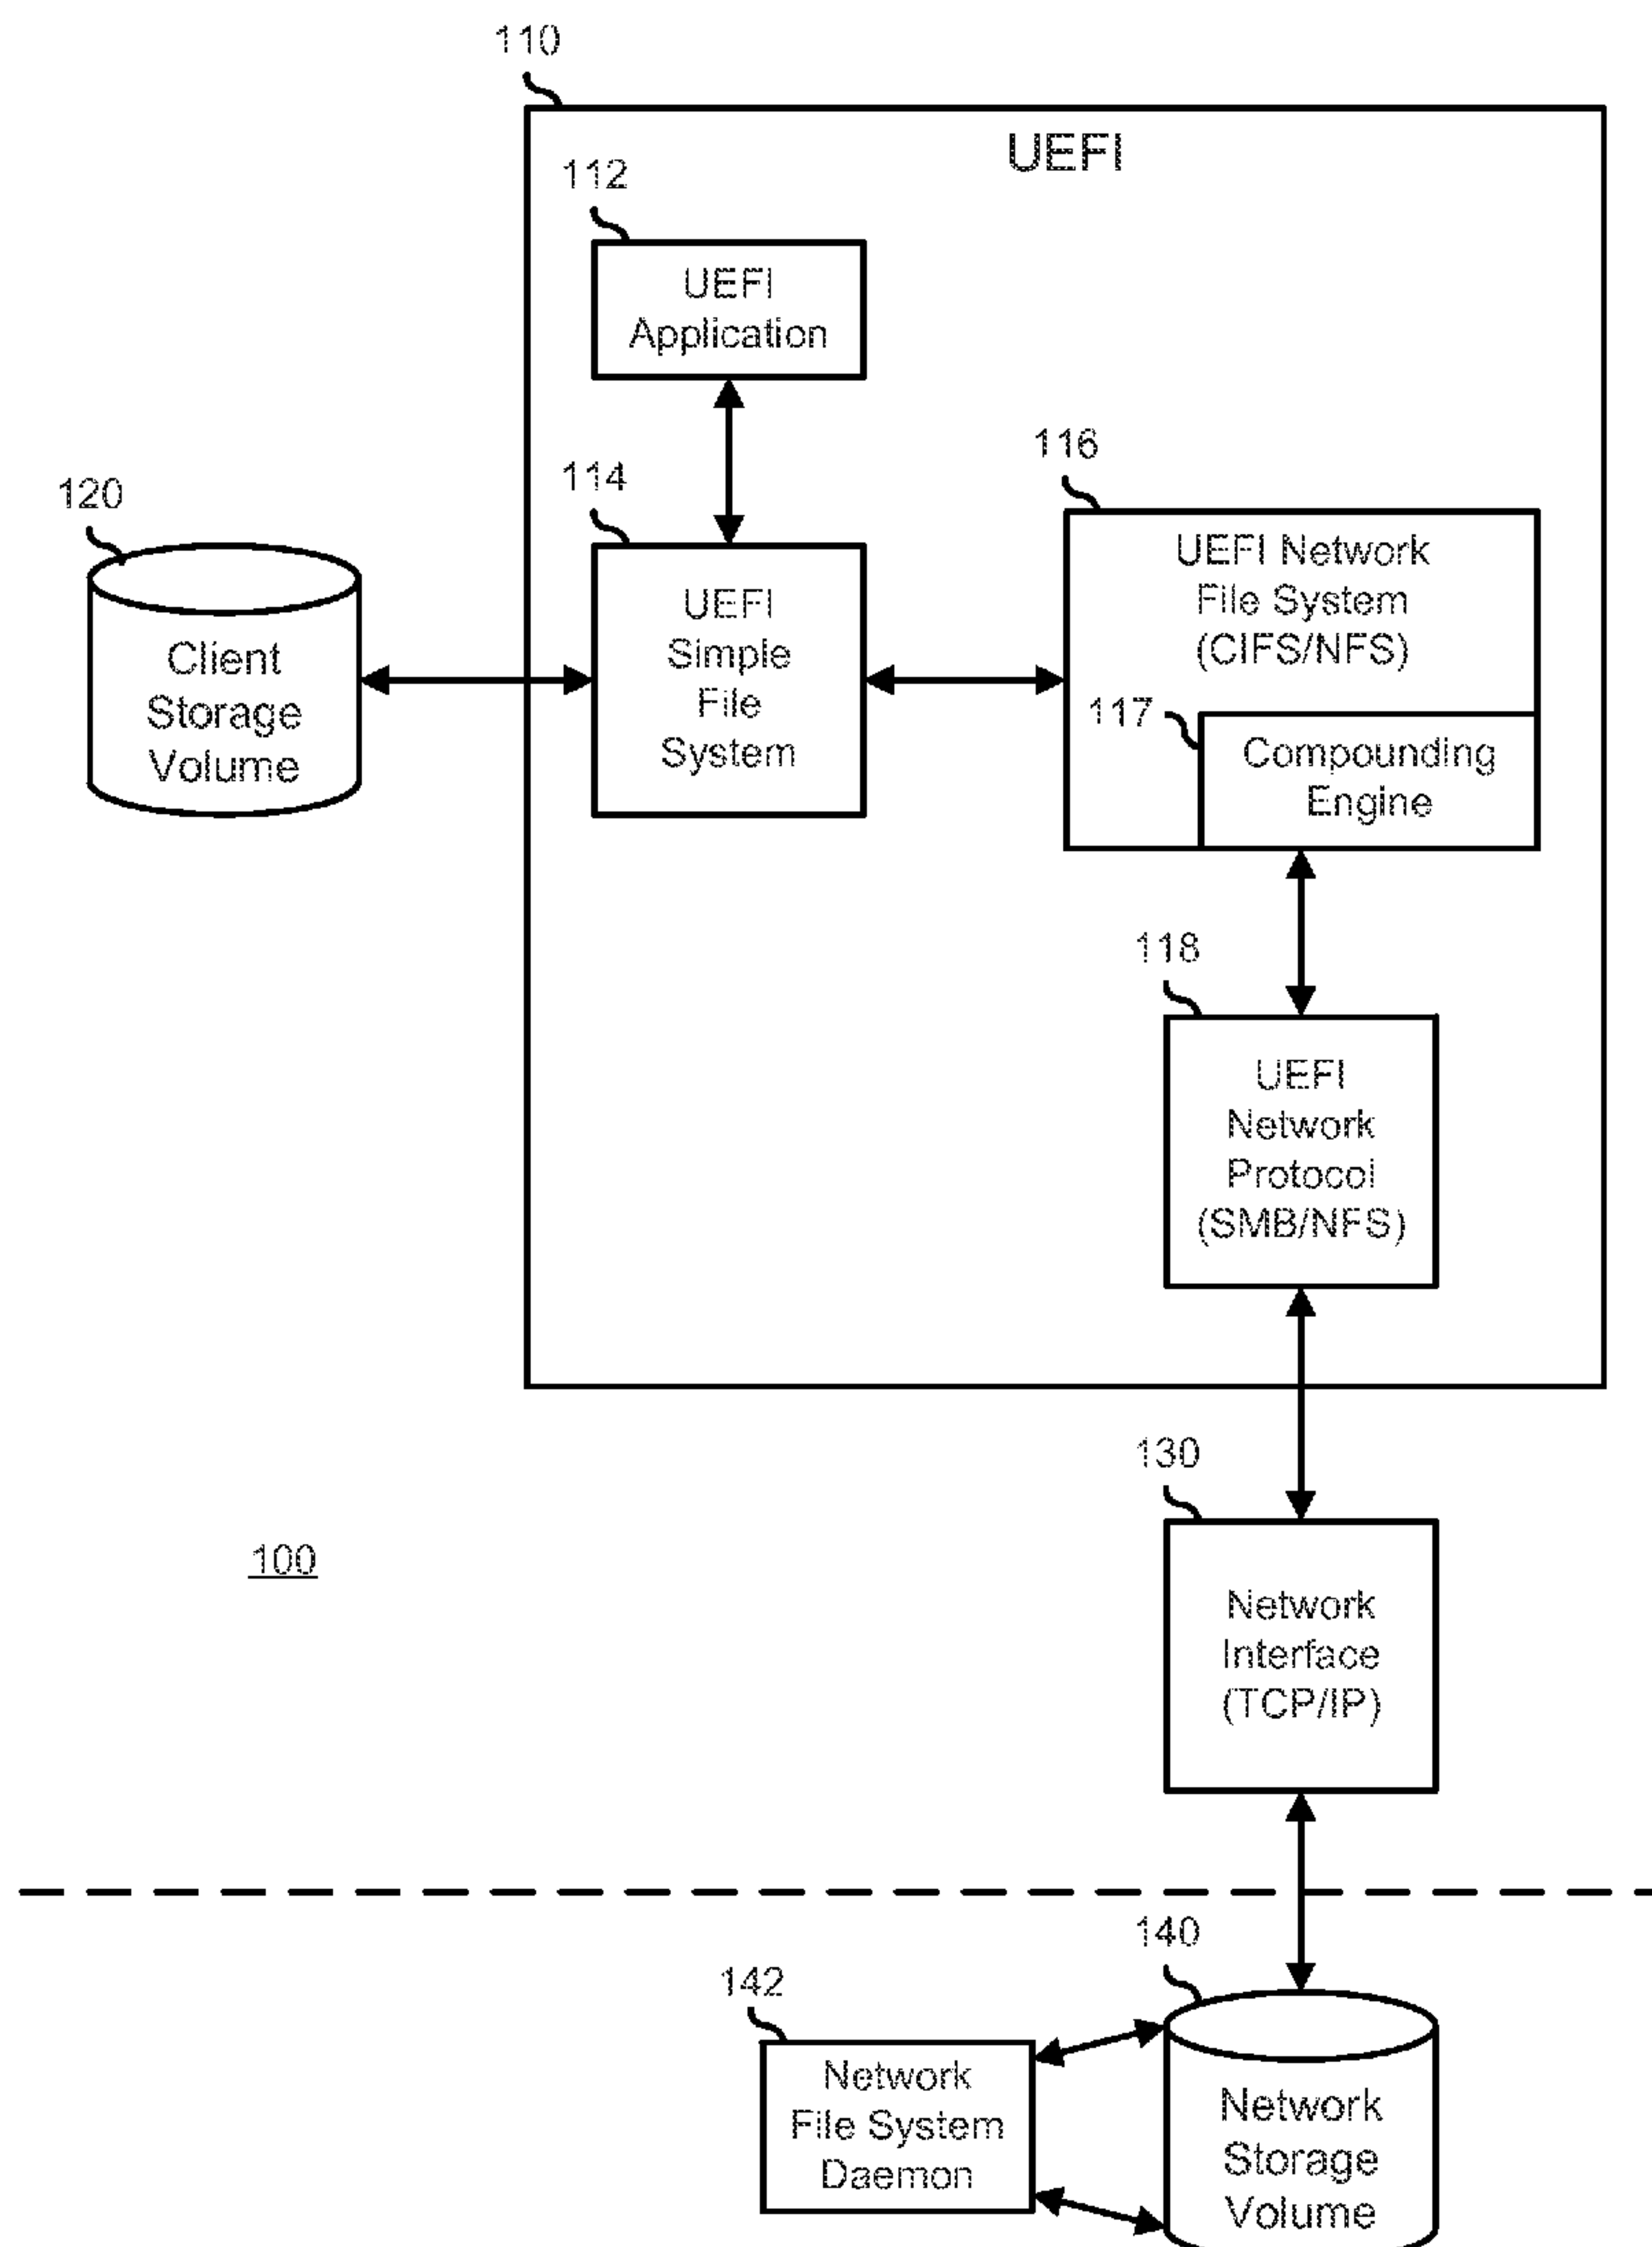 110
UEFI
112
UEFI
Application
116
114
120
UEFI Network
File System
(CIFS/NFS)
UEFI
Simple
File
System
Client
Storage
Volume
117
Compounding
Engine
118
UEFI
Network
Protocol
(SMB/NFS)
130
100
Network
Interface
(TCP/IP)
140
142
Network
File System
Daemon
Network
Storage
Volume